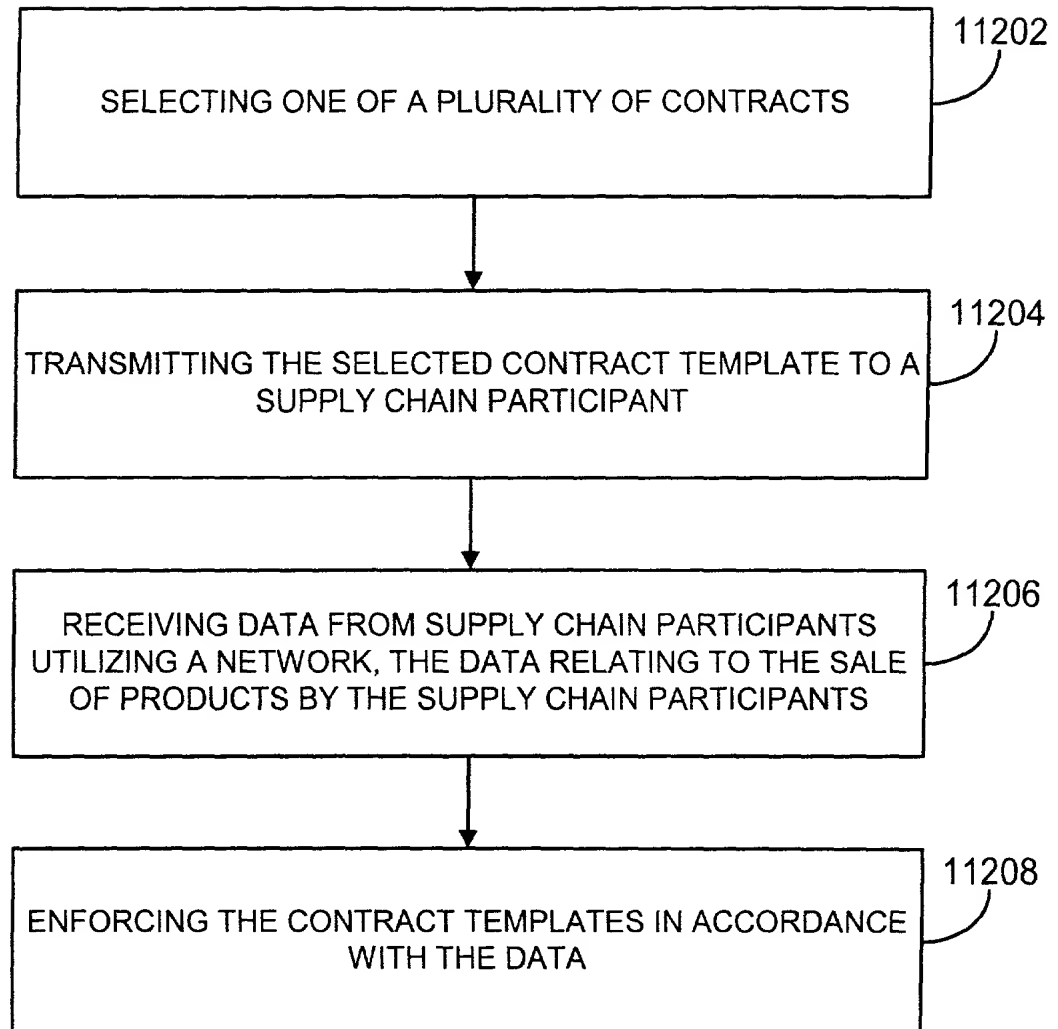 11202
SELECTING ONE OF A PLURALITY OF CONTRACTS
11204
TRANSMITTING THE SELECTED CONTRACT TEMPLATE TO A
SUPPLY CHAIN PARTICIPANT
11206
RECEIVING DATA FROM SUPPLY CHAIN PARTICIPANTS
UTILIZING A NETWORK, THE DATA RELATING TO THE SALE
OF PRODUCTS BY THE SUPPLY CHAIN PARTICIPANTS
11208
ENFORCING THE CONTRACT TEMPLATES IN ACCORDANCE
WITH THE DATA